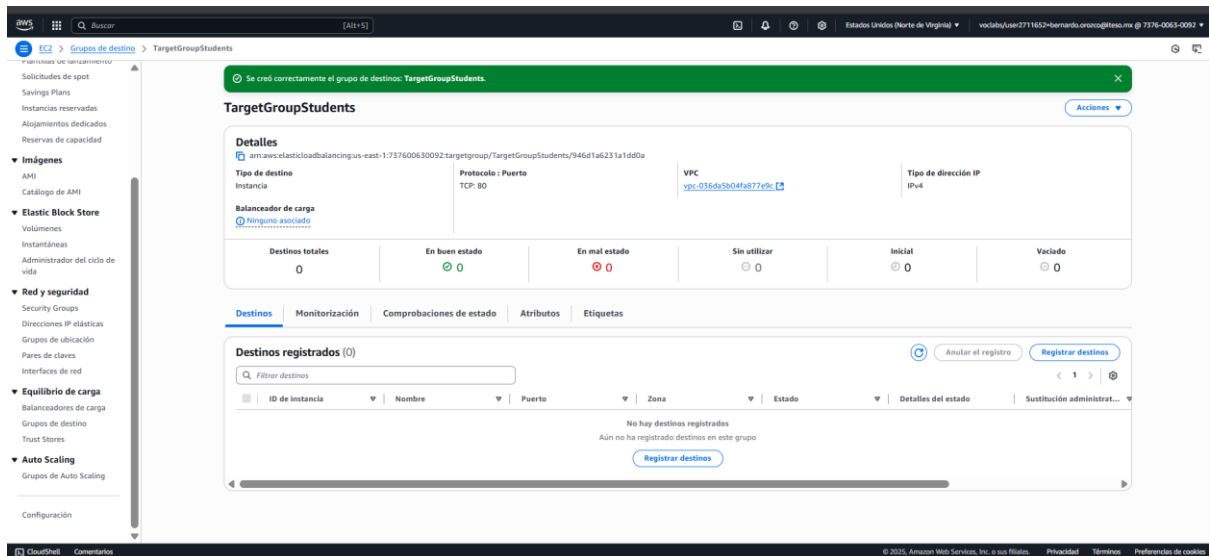 aws
Buscar
[Alt+S]
Estados Unidos (Norte de Virginia) ▼
voclabs/user2711652=bernardo.orozco@iteso.mx @ 7376-0063-0092 ▼
EC2 > Grupos de destino > TargetGroupStudents
Plantillas de lanzamiento
Solicitudes de spot
Savings Plans
Instancias reservadas
Alojamientos dedicados
Reservas de capacidad
▼ Imágenes
AMI
Catálogo de AMI
▼ Elastic Block Store
Volúmenes
Instantáneas
Administrador del ciclo de
vida
▼ Red y seguridad
Security Groups
Direcciones IP elásticas
Grupos de ubicación
Pares de claves
Interfaces de red
▼ Equilibrio de carga
Balanceadores de carga
Grupos de destino
Trust Stores
▼ Auto Scaling
Grupos de Auto Scaling
Configuración
Se creó correctamente el grupo de destinos: TargetGroupStudents.
TargetGroupStudents
Acciones ▼
Detalles
arn:aws:elasticloadbalancing:us-east-1:737600630092:targetgroup/TargetGroupStudents/946d1a6231a1dd0a
Tipo de destino
Instancia
Protocolo : Puerto
TCP: 80
VPC
vpc-036da5b04fa877e9c
Tipo de dirección IP
IPv4
Balanceador de carga
Ninguno asociado
Destinos totales
0
En buen estado
0
En mal estado
0
Sin utilizar
0
Inicial
0
Vaciado
0
Destinos
Monitorización
Comprobaciones de estado
Atributos
Etiquetas
Destinos registrados (0)
Anular el registro
Registrar destinos
Filtrar destinos
1
ID de instancia
Nombre
Puerto
Zona
Estado
Detalles del estado
Sustitución administrat...
No hay destinos registrados
Aún no ha registrado destinos en este grupo
Registrar destinos
CloudShell
Comentarios
© 2025, Amazon Web Services, Inc. o sus filiales.
Privacidad
Términos
Preferencias de cookies